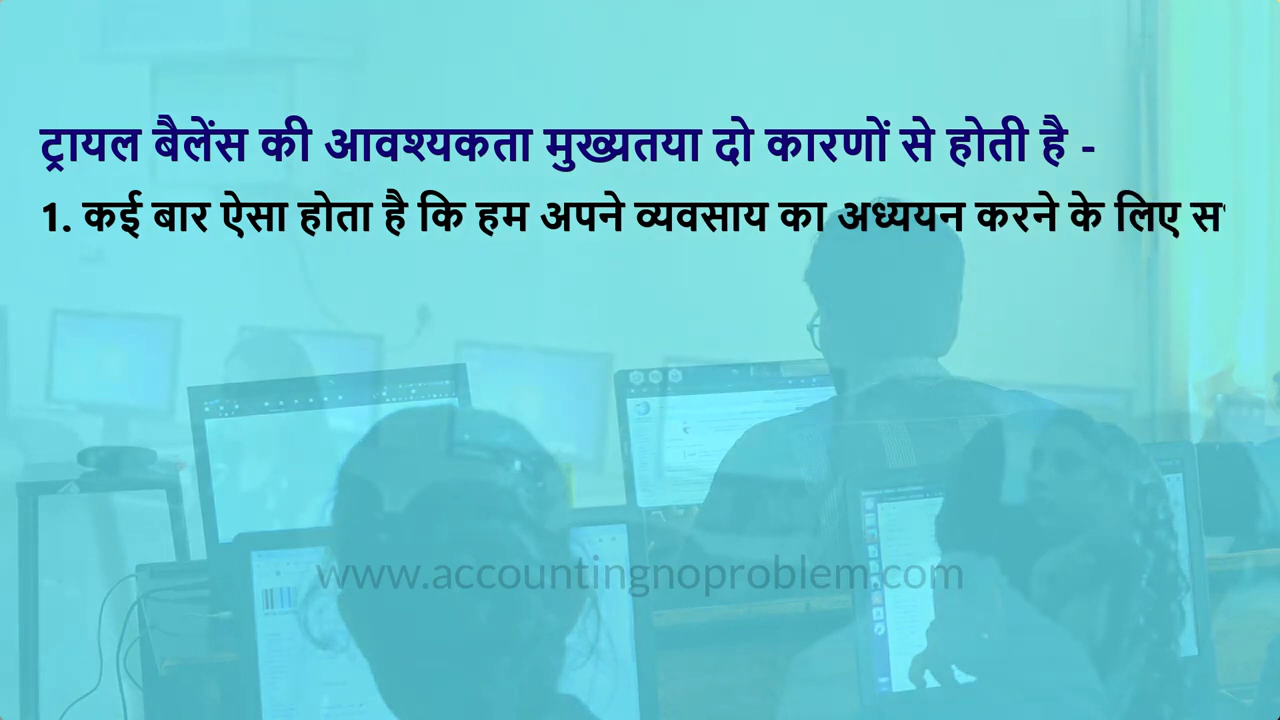 ट्रायल बैलेंस की आवश्यकता मुख्यतया दो कारणों से होती है -
1. कई बार ऐसा होता है कि हम अपने व्यवसाय का अध्ययन करने के लिए
www.accountingnoproblem.com